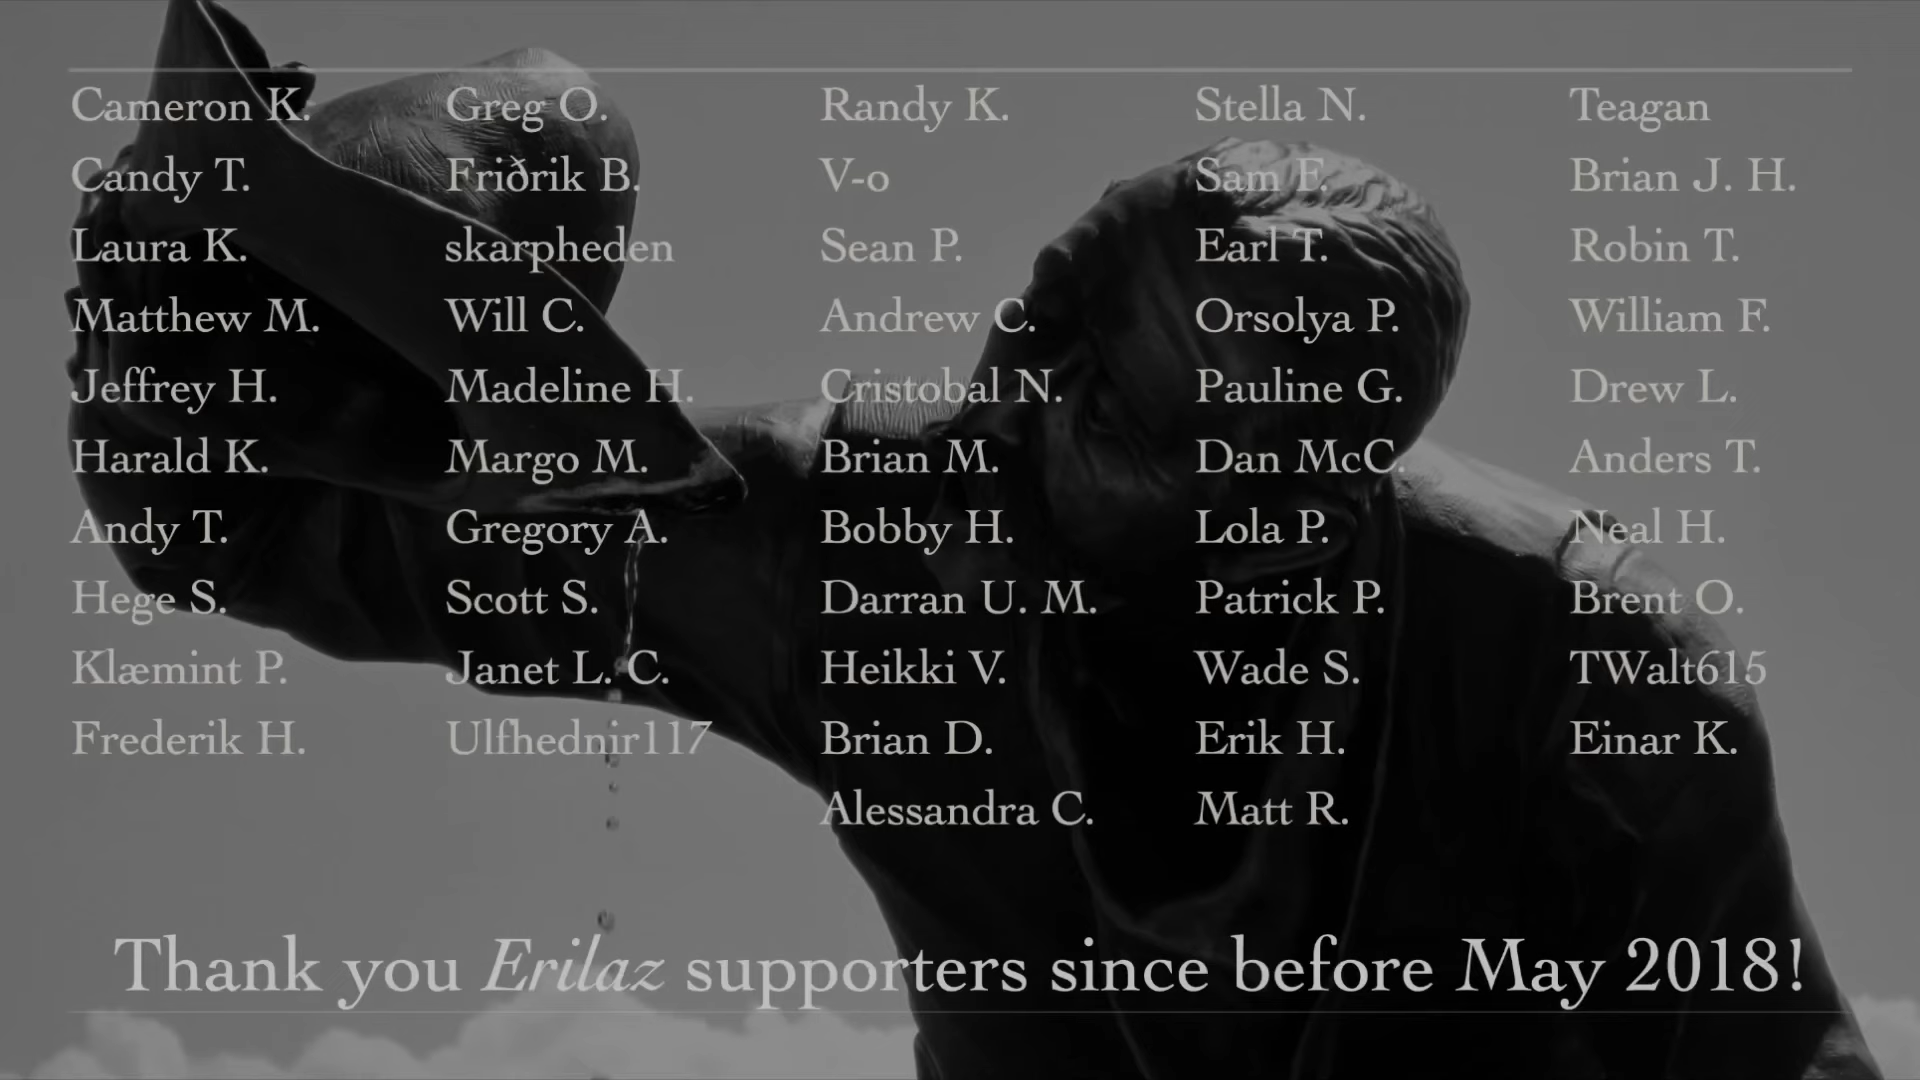 Cameron K.
Candy T.
Laura K.
Matthew M.
Jeffrey H.
Harald K.
Andy T.
Hege S.
Klæmint P.
Frederik H.
Greg O.
Friðrik B.
skarpheden
Will C.
Madeline H.
Margo M.
Gregory A.
Scott S.
Janet L. C.
Ulfhednir117
Randy K.
V-o
Sean P.
Andrew C.
Cristobal N.
Brian M.
Bobby H.
Darran U. M.
Heikki V.
Brian D.
Alessandra C.
Stella N.
Sam E.
Earl T.
Orsolya P.
Pauline G.
Dan McC.
Lola P.
Patrick P.
Wade S.
Erik H.
Matt R.
Teagan
Brian J. H.
Robin T.
William F.
Drew L.
Anders T.
Neal H.
Brent O.
TWalt615
Einar K.
Thank you Erilaz supporters since before May 2018!